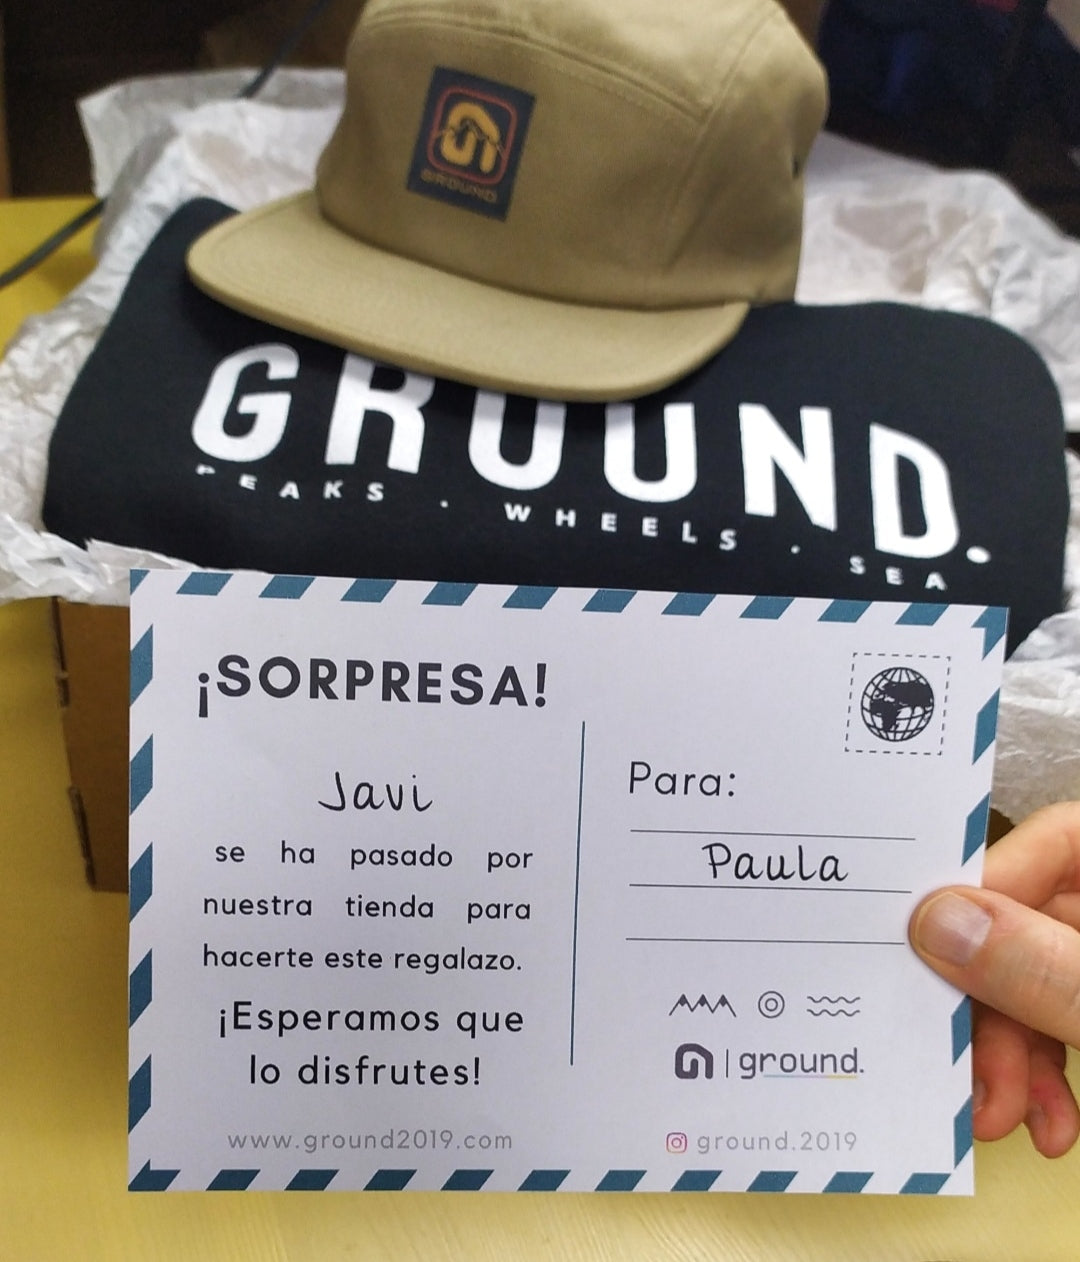 GROUND
GROUND.
PEAKS . WHEELS . SEA
¡SORPRESA!
Javi
se ha pasado por
nuestra tienda para
hacerte este regalazo.
¡Esperamos que
lo disfrutes!
www.ground2019.com
Para:
Paula
ground.
ground.2019